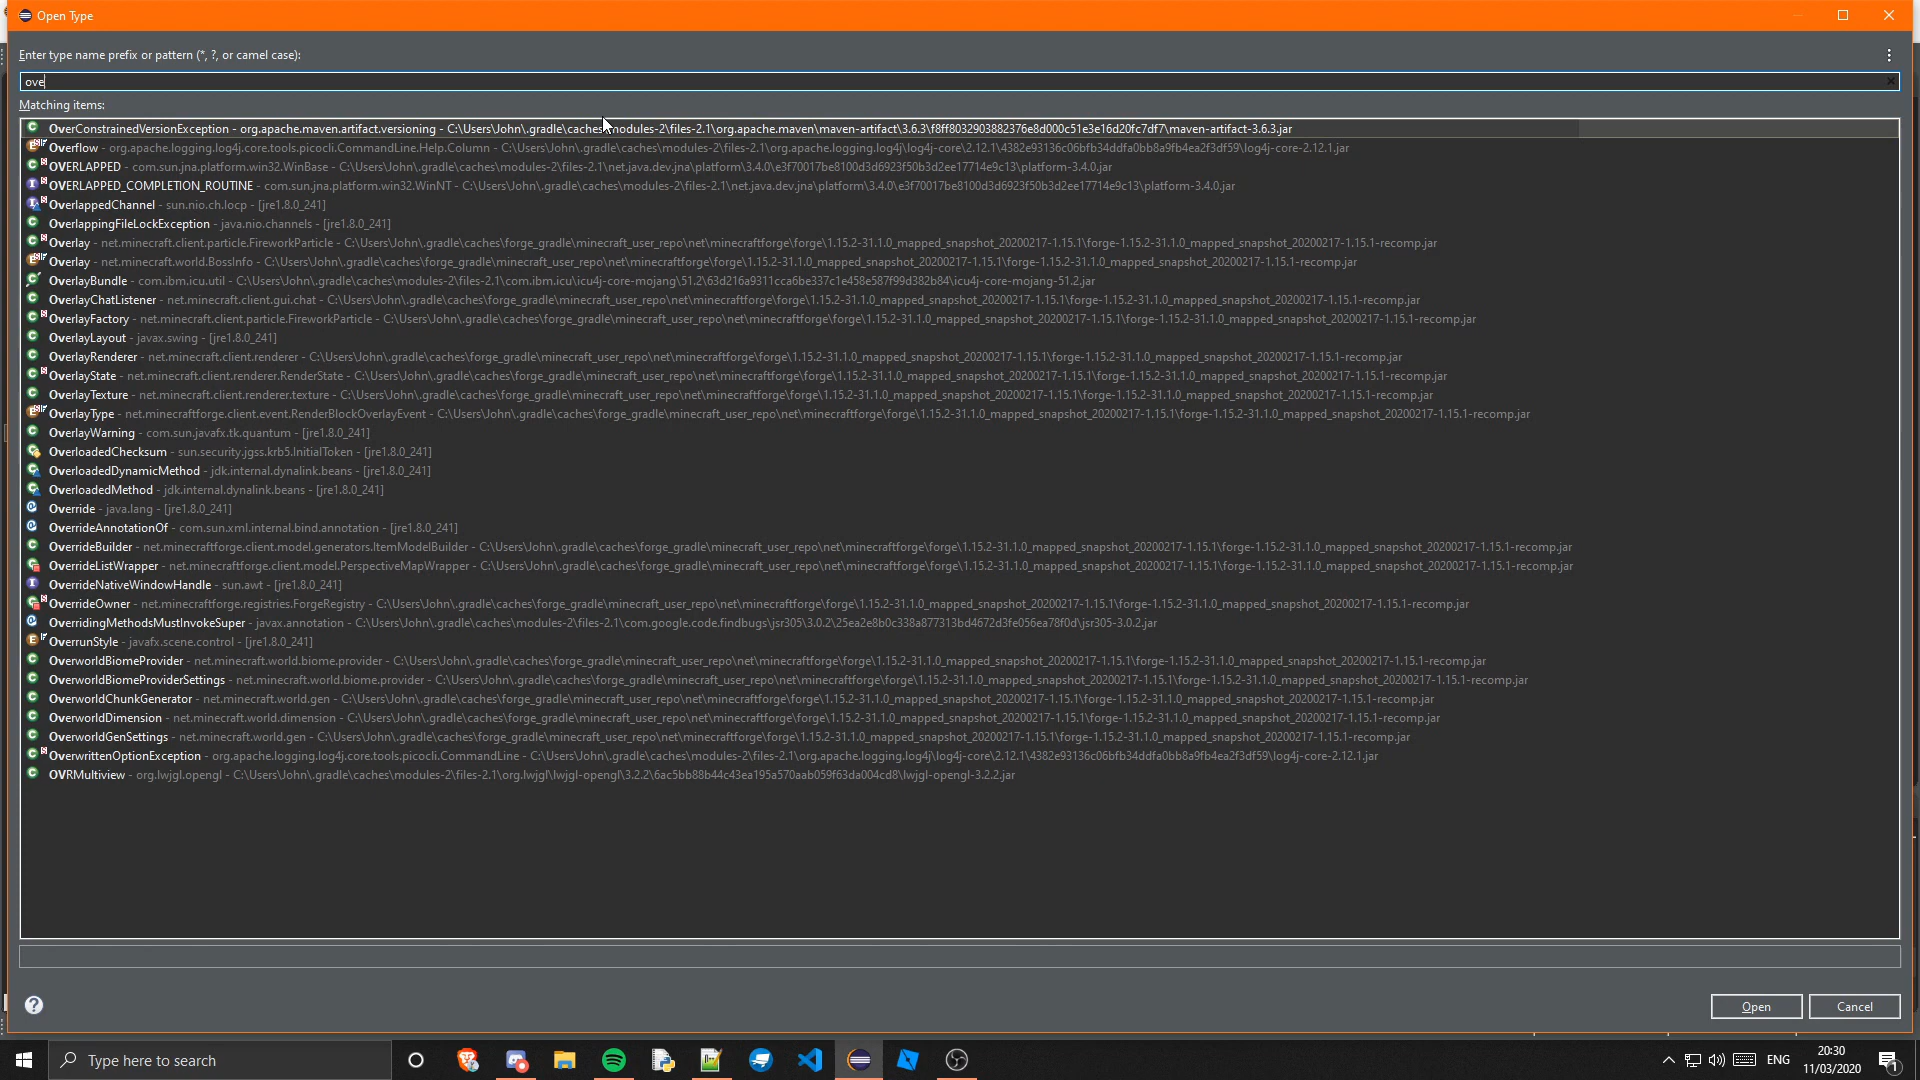 Open Type
Enter type name prefix or pattern (*, ?, or camel case):
ove
Matching items:
OverConstrainedVersionException - org.apache.maven.artifact.versioning - C:\Users\John\.gradle\caches\modules-2\files-2.1\org.apache.maven\maven-artifact\3.6.3\f8ff8032903882376e8d000c51e3e16d20fc7df7\maven-artifact-3.6.3.jar
Overflow - org.apache.logging.log4j.core.tools.picocli.CommandLine.Help.Column - C:\Users\John\.gradle\caches\modules-2\files-2.1\org.apache.logging.log4j\log4j-core\2.12.1\4382e93136c06bfb34ddfa0bb8a9fb4ea2f3df59\log4j-core-2.12.1.jar
OVERLAPPED - com.sun.jna.platform.win32.WinBase - C:\Users\John\.gradle\caches\modules-2\files-2.1\net.java.dev.jna\platform\3.4.0\e3f70017be8100d3d6923f50b3d2ee17714e9c13\platform-3.4.0.jar
OVERLAPPED_COMPLETION_ROUTINE - com.sun.jna.platform.win32.WinNT - C:\Users\John\.gradle\caches\modules-2\files-2.1\net.java.dev.jna\platform\3.4.0\e3f70017be8100d3d6923f50b3d2ee17714e9c13\platform-3.4.0.jar
OverlappedChannel - sun.nio.ch.locp - [jre1.8.0_241]
OverlappingFileLockException - java.nio.channels - [jre1.8.0_241]
Overlay - net.minecraft.client.particle.FireworkParticle - C:\Users\John\.gradle\caches\forge_gradle\minecraft_user_repo\net\minecraftforge\forge\1.15.2-31.1.0_mapped_snapshot_20200217-1.15.1\forge-1.15.2-31.1.0_mapped_snapshot_20200217-1.15.1-recomp.jar
Overlay - net.minecraft.world.BossInfo - C:\Users\John\.gradle\caches\forge_gradle\minecraft_user_repo\net\minecraftforge\forge\1.15.2-31.1.0_mapped_snapshot_20200217-1.15.1\forge-1.15.2-31.1.0_mapped_snapshot_20200217-1.15.1-recomp.jar
OverlayBundle - com.ibm.icu.util - C:\Users\John\.gradle\caches\modules-2\files-2.1\com.ibm.icu\icu4j-core-mojang\51.2\63d216a9311cca6be337c1e458e587f99d382b84\icu4j-core-mojang-51.2.jar
OverlayChatListener - net.minecraft.client.gui.chat - C:\Users\John\.gradle\caches\forge_gradle\minecraft_user_repo\net\minecraftforge\forge\1.15.2-31.1.0_mapped_snapshot_20200217-1.15.1\forge-1.15.2-31.1.0_mapped_snapshot_20200217-1.15.1-recomp.jar
OverlayFactory - net.minecraft.client.particle.FireworkParticle - C:\Users\John\.gradle\caches\forge_gradle\minecraft_user_repo\net\minecraftforge\forge\1.15.2-31.1.0_mapped_snapshot_20200217-1.15.1\forge-1.15.2-31.1.0_mapped_snapshot_20200217-1.15.1-recomp.jar
OverlayLayout - javax.swing - [jre1.8.0_241]
OverlayRenderer - net.minecraft.client.renderer - C:\Users\John\.gradle\caches\forge_gradle\minecraft_user_repo\net\minecraftforge\forge\1.15.2-31.1.0_mapped_snapshot_20200217-1.15.1\forge-1.15.2-31.1.0_mapped_snapshot_20200217-1.15.1-recomp.jar
OverlayState - net.minecraft.client.renderer.RenderState - C:\Users\John\.gradle\caches\forge_gradle\minecraft_user_repo\net\minecraftforge\forge\1.15.2-31.1.0_mapped_snapshot_20200217-1.15.1\forge-1.15.2-31.1.0_mapped_snapshot_20200217-1.15.1-recomp.jar
OverlayTexture - net.minecraft.client.renderer.texture - C:\Users\John\.gradle\caches\forge_gradle\minecraft_user_repo\net\minecraftforge\forge\1.15.2-31.1.0_mapped_snapshot_20200217-1.15.1\forge-1.15.2-31.1.0_mapped_snapshot_20200217-1.15.1-recomp.jar
OverlayType - net.minecraftforge.client.event.RenderBlockOverlayEvent - C:\Users\John\.gradle\caches\forge_gradle\minecraft_user_repo\net\minecraftforge\forge\1.15.2-31.1.0_mapped_snapshot_20200217-1.15.1\forge-1.15.2-31.1.0_mapped_snapshot_20200217-1.15.1-recomp.jar
OverlayWarning - com.sun.javafx.tk.quantum - [jre1.8.0_241]
OverloadedChecksum - sun.security.jgss.krb5.InitialToken - [jre1.8.0_241]
OverloadedDynamicMethod - jdk.internal.dynalink.beans - [jre1.8.0_241]
OverloadedMethod - jdk.internal.dynalink.beans - [jre1.8.0_241]
Override - java.lang - [jre1.8.0_241]
OverrideAnnotationOf - com.sun.xml.internal.bind.annotation - [jre1.8.0_241]
OverrideBuilder - net.minecraftforge.client.model.generators.ItemModelBuilder - C:\Users\John\.gradle\caches\forge_gradle\minecraft_user_repo\net\minecraftforge\forge\1.15.2-31.1.0_mapped_snapshot_20200217-1.15.1\forge-1.15.2-31.1.0_mapped_snapshot_20200217-1.15.1-recomp.jar
OverrideListWrapper - net.minecraftforge.client.model.PerspectiveMapWrapper - C:\Users\John\.gradle\caches\forge_gradle\minecraft_user_repo\net\minecraftforge\forge\1.15.2-31.1.0_mapped_snapshot_20200217-1.15.1\forge-1.15.2-31.1.0_mapped_snapshot_20200217-1.15.1-recomp.jar
OverrideNativeWindowHandle - sun.awt - [jre1.8.0_241]
OverrideOwner - net.minecraftforge.registries.ForgeRegistry - C:\Users\John\.gradle\caches\forge_gradle\minecraft_user_repo\net\minecraftforge\forge\1.15.2-31.1.0_mapped_snapshot_20200217-1.15.1\forge-1.15.2-31.1.0_mapped_snapshot_20200217-1.15.1-recomp.jar
OverridingMethodsMustInvokeSuper - javax.annotation - C:\Users\John\.gradle\caches\modules-2\files-2.1\com.google.code.findbugs\jsr305\3.0.2\25ea2e8b0c338a877313bd4672d3fe056ea78f0d\jsr305-3.0.2.jar
OverrunStyle - javafx.scene.control - [jre1.8.0_241]
OverworldBiomeProvider - net.minecraft.world.biome.provider - C:\Users\John\.gradle\caches\forge_gradle\minecraft_user_repo\net\minecraftforge\forge\1.15.2-31.1.0_mapped_snapshot_20200217-1.15.1\forge-1.15.2-31.1.0_mapped_snapshot_20200217-1.15.1-recomp.jar
OverworldBiomeProviderSettings - net.minecraft.world.biome.provider - C:\Users\John\.gradle\caches\forge_gradle\minecraft_user_repo\net\minecraftforge\forge\1.15.2-31.1.0_mapped_snapshot_20200217-1.15.1\forge-1.15.2-31.1.0_mapped_snapshot_20200217-1.15.1-recomp.jar
OverworldChunkGenerator - net.minecraft.world.gen - C:\Users\John\.gradle\caches\forge_gradle\minecraft_user_repo\net\minecraftforge\forge\1.15.2-31.1.0_mapped_snapshot_20200217-1.15.1\forge-1.15.2-31.1.0_mapped_snapshot_20200217-1.15.1-recomp.jar
OverworldDimension - net.minecraft.world.dimension - C:\Users\John\.gradle\caches\forge_gradle\minecraft_user_repo\net\minecraftforge\forge\1.15.2-31.1.0_mapped_snapshot_20200217-1.15.1\forge-1.15.2-31.1.0_mapped_snapshot_20200217-1.15.1-recomp.jar
OverworldGenSettings - net.minecraft.world.gen - C:\Users\John\.gradle\caches\forge_gradle\minecraft_user_repo\net\minecraftforge\forge\1.15.2-31.1.0_mapped_snapshot_20200217-1.15.1\forge-1.15.2-31.1.0_mapped_snapshot_20200217-1.15.1-recomp.jar
OverwrittenOptionException - org.apache.logging.log4j.core.tools.picocli.CommandLine - C:\Users\John\.gradle\caches\modules-2\files-2.1\org.apache.logging.log4j\log4j-core\2.12.1\4382e93136c06bfb34ddfa0bb8a9fb4ea2f3df59\log4j-core-2.12.1.jar
OVRMultiview - org.lwjgl.opengl - C:\Users\John\.gradle\caches\modules-2\files-2.1\org.lwjgl\lwjgl-opengl\3.2.2\6ac5bb88b44c43ea195a570aab059f63da004cd8\lwjgl-opengl-3.2.2.jar
Open
Cancel
Type here to search
ENG
20:30
11/03/2020
1